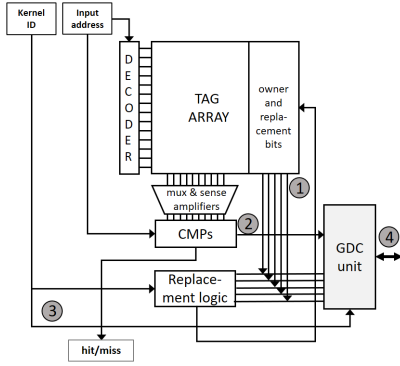 Kernel
ID
Input
address
D
E
C
O
D
E
R
TAG
ARRAY
owner
and
repla-
cement
bits
1
mux & sense
amplifiers
2
CMPs
GDC
unit
4
Replace-
ment logic
3
hit/miss